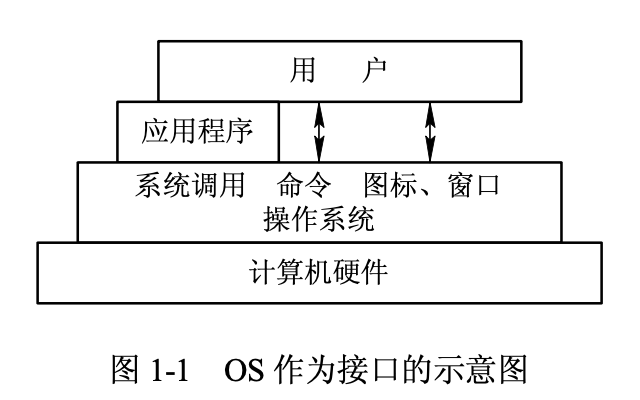 用 户
应用程序
系统调用 命令 图标、窗口
操作系统
计算机硬件
图 1-1 OS 作为接口的示意图